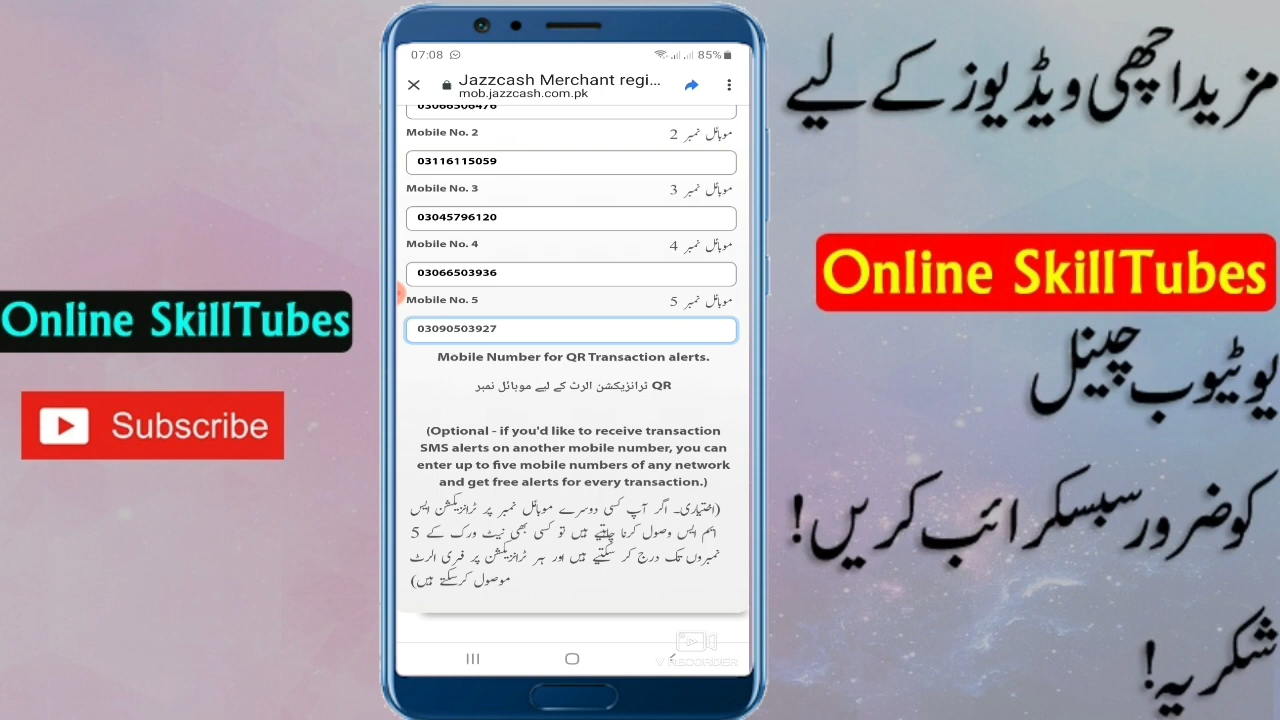 07:08 85%
Jazzcash Merchant regi...
mob.jazzcash.com.pk
Mobile No. 2 موبائل نمبر 2
03116115059
Mobile No. 3 موبائل نمبر 3
03045796120
Mobile No. 4 موبائل نمبر 4
03066503936
Mobile No. 5 موبائل نمبر 5
03090503927
Mobile Number for QR Transaction alerts.
QR ٹرانزیکشن الرٹ کے لیے موبائل نمبر
(Optional - if you'd like to receive transaction
SMS alerts on another mobile number, you can
enter up to five mobile numbers of any network
and get free alerts for every transaction.)
(اختیاری۔ اگر آپ کسی دوسرے موبائل نمبر پر ٹرانزیکشن ایس
ایم ایس وصول کرنا چاہتے ہیں تو کسی بھی نیٹ ورک کے 5
نمبروں تک درج کر سکتے ہیں اور ہر ٹرانزیکشن پر فری الرٹ
موصول کرسکتے ہیں)
V RECORDER
Online SkillTubes
Subscribe
مزید اچھی ویڈیوز کے لیے
Online SkillTubes
یوٹیوب چینل
کو ضرور سبسکرائب کریں!
شکریہ!